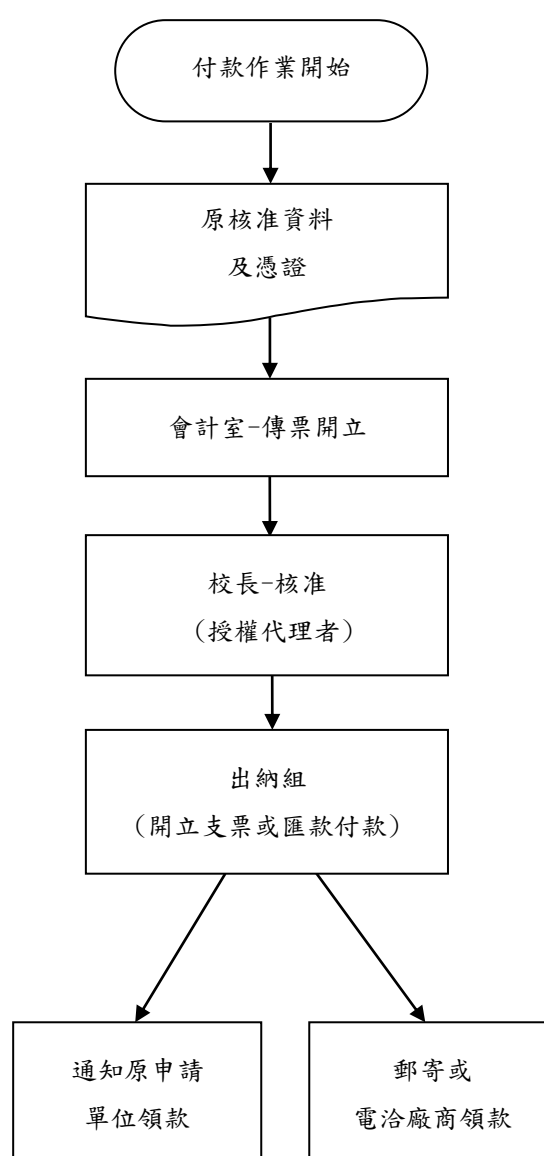 付款作業開始
原核准資料
及憑證
會計室-傳票開立
校長-核准
(授權代理者)
出納組
(開立支票或匯款付款)
通知原申請
單位領款
郵寄或
電洽廠商領款